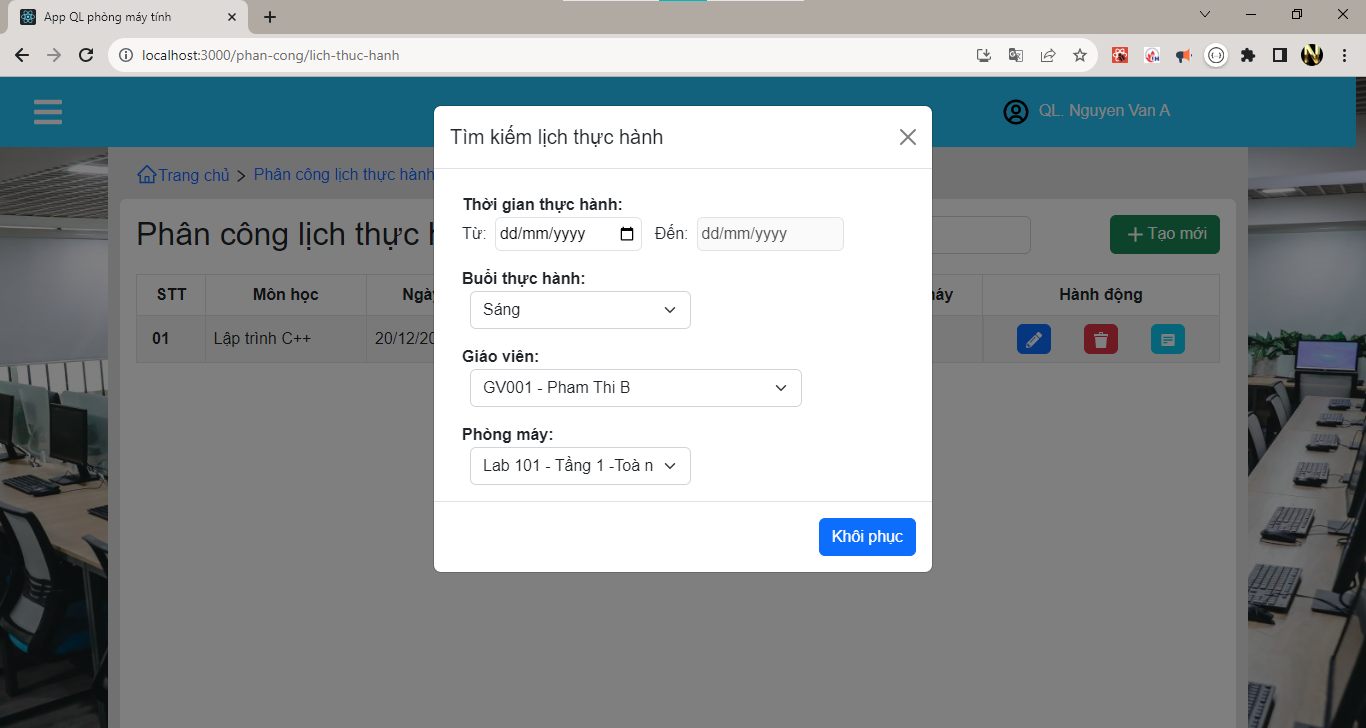 App QL phòng máy tính
localhost:3000/phan-cong/lich-thuc-hanh
QL. Nguyen Van A
Trang chủ > Phân công lịch thực hành
Phân công lịch thực
Tạo mới
STT Môn học Hành động
01 Lập trình C++ 20/12/20
Tìm kiếm lịch thực hành
Thời gian thực hành:
Từ: dd/mm/yyyy Đến: dd/mm/yyyy
Buổi thực hành:
Sáng
Giáo viên:
GV001 - Pham Thi B
Phòng máy:
Lab 101 - Tầng 1 -Toà n
Khôi phục